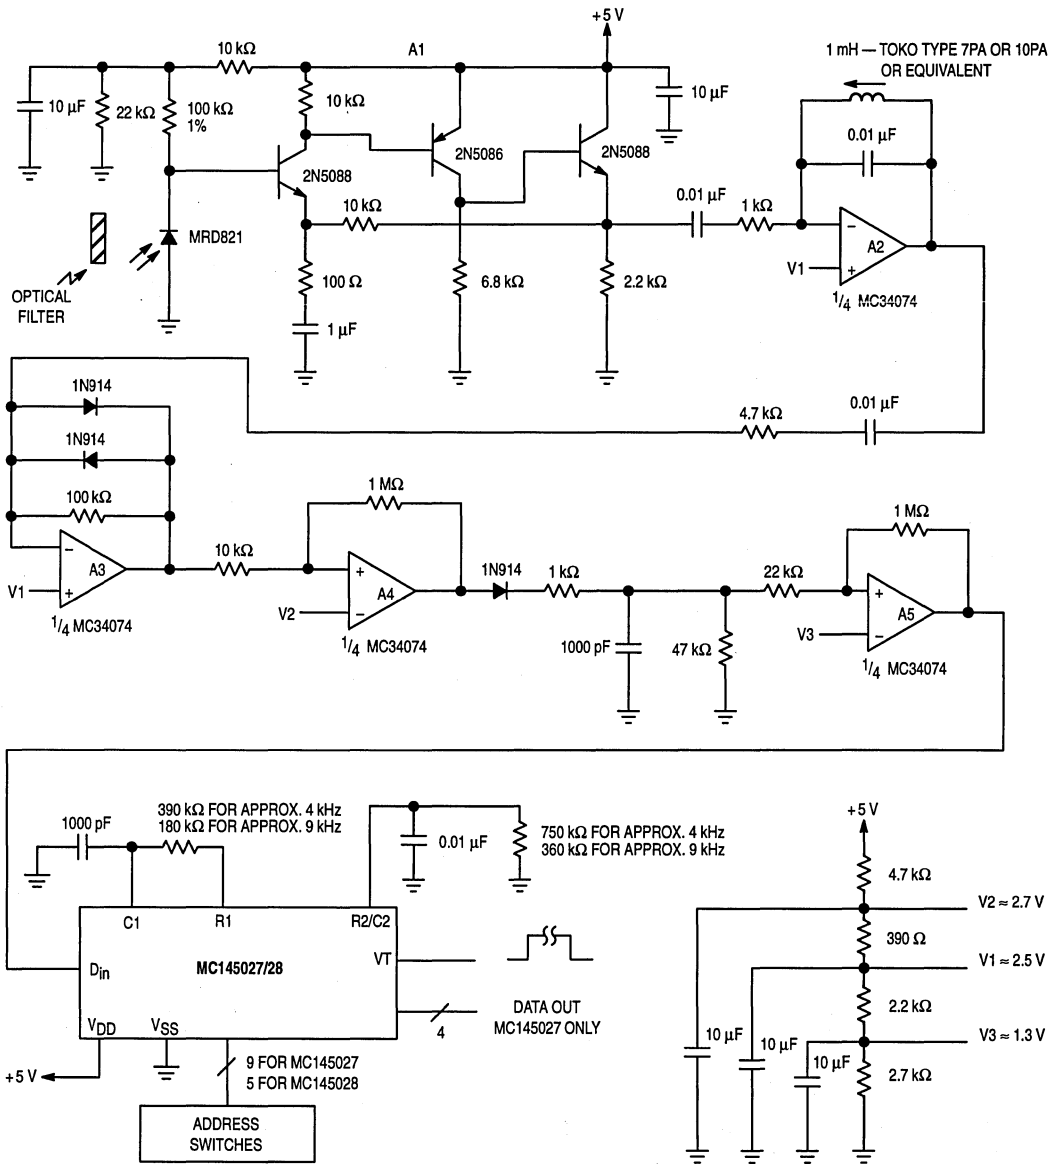 +5 V
10 kΩ
A1
1 mH — TOKO TYPE 7PA OR 10PA
OR EQUIVALENT
10 µF
22 kΩ
100 kΩ
1%
10 kΩ
10 µF
0.01 µF
2N5088
2N5086
2N5088
0.01 µF
1 kΩ
10 kΩ
MRD821
−
A2
V1
+
1/4 MC34074
OPTICAL
FILTER
100 Ω
6.8 kΩ
2.2 kΩ
1 µF
1N914
4.7 kΩ
0.01 µF
1N914
100 kΩ
1 MΩ
1 MΩ
−
A3
V1
+
1/4 MC34074
10 kΩ
+
A4
V2
−
1/4 MC34074
1N914
1 kΩ
22 kΩ
1000 pF
47 kΩ
+
A5
V3
−
1/4 MC34074
1000 pF
390 kΩ FOR APPROX. 4 kHz
180 kΩ FOR APPROX. 9 kHz
0.01 µF
750 kΩ FOR APPROX. 4 kHz
360 kΩ FOR APPROX. 9 kHz
+5 V
4.7 kΩ
C1
R1
R2/C2
V2 ≈ 2.7 V
390 Ω
Din
MC145027/28
VT
V1 ≈ 2.5 V
DATA OUT
MC145027 ONLY
4
2.2 kΩ
VDD
VSS
V3 ≈ 1.3 V
10 µF
10 µF
10 µF
2.7 kΩ
+5 V
9 FOR MC145027
5 FOR MC145028
ADDRESS
SWITCHES